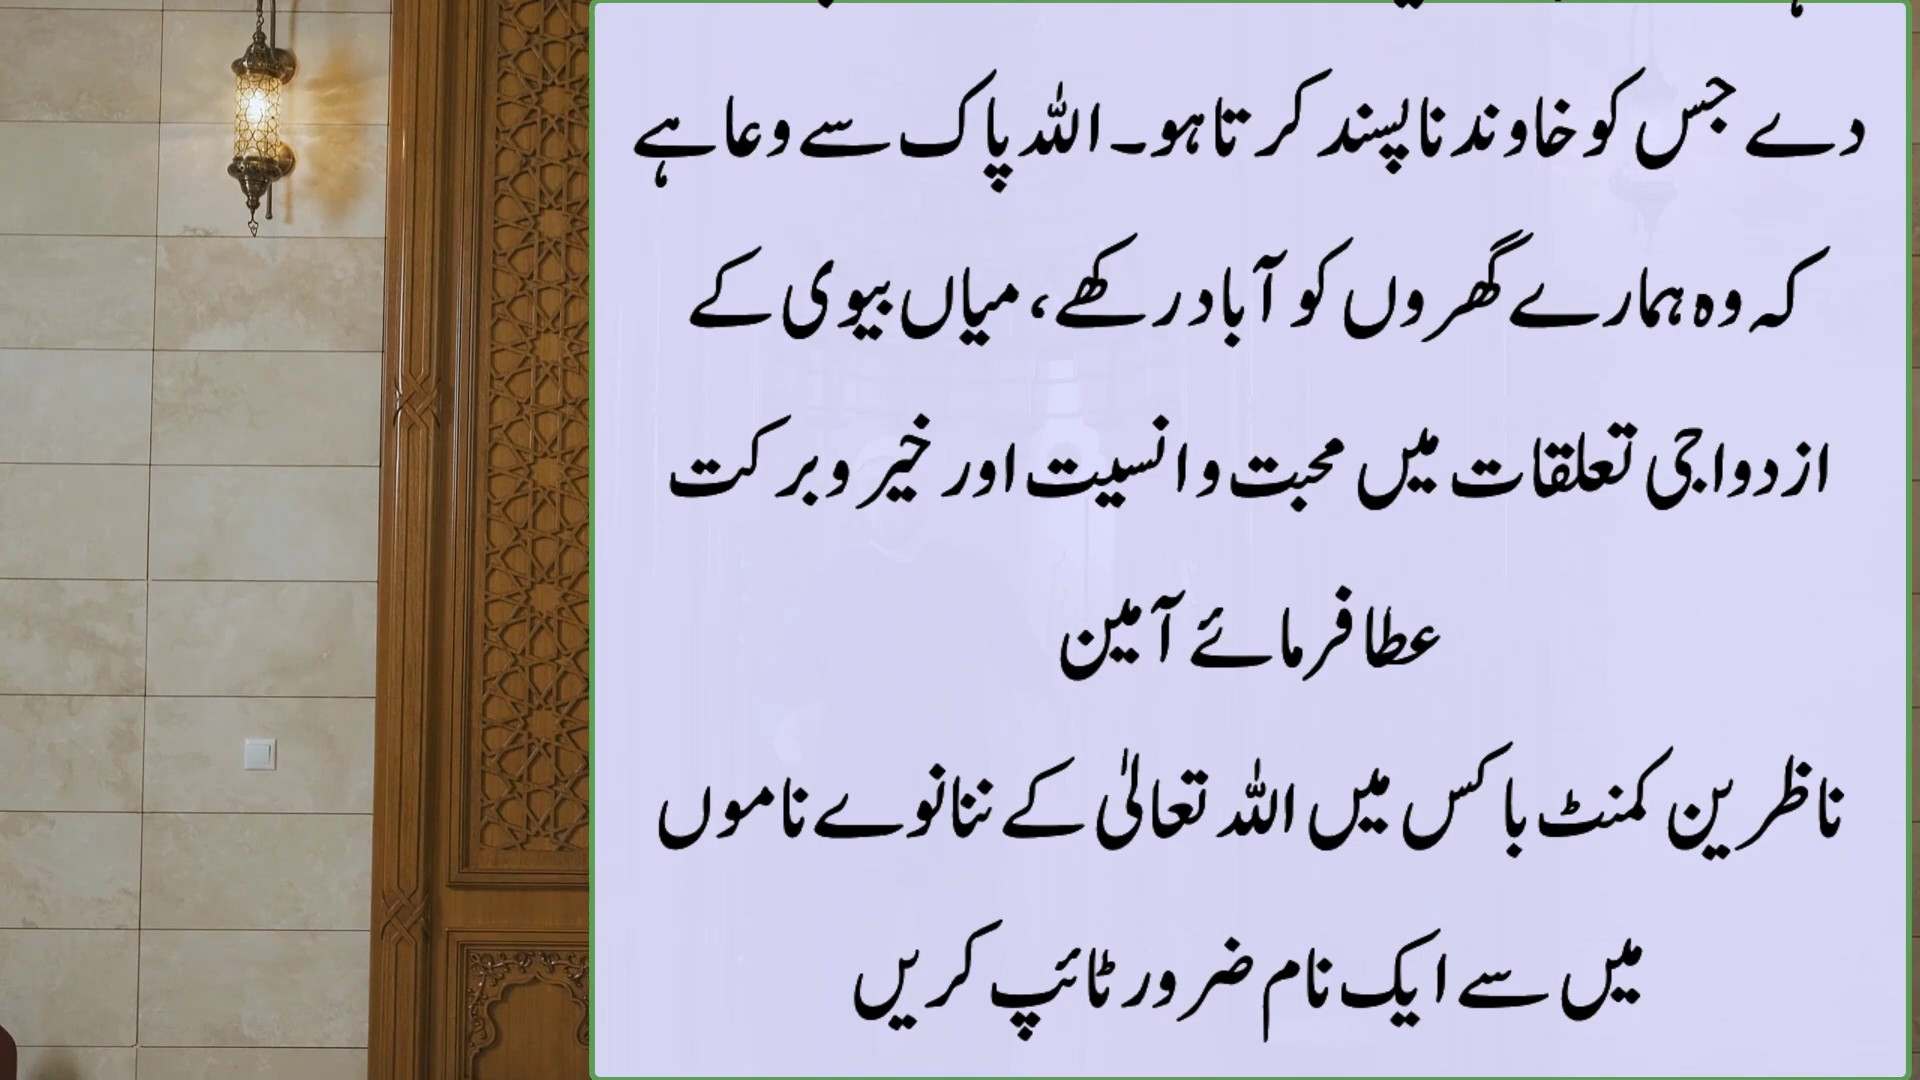 دے جس کو خاوند ناپسند کرتا ہو۔ اللہ پاک سے دعا ہے
کہ وہ ہمارے گھروں کو آباد رکھے، میاں بیوی کے
ازدواجی تعلقات میں محبت و انسیت اور خیر و برکت
عطا فرمائے آمین
ناظرین کمنٹ باکس میں اللہ تعالیٰ کے ننانوے ناموں
میں سے ایک نام ضرور ٹائپ کریں